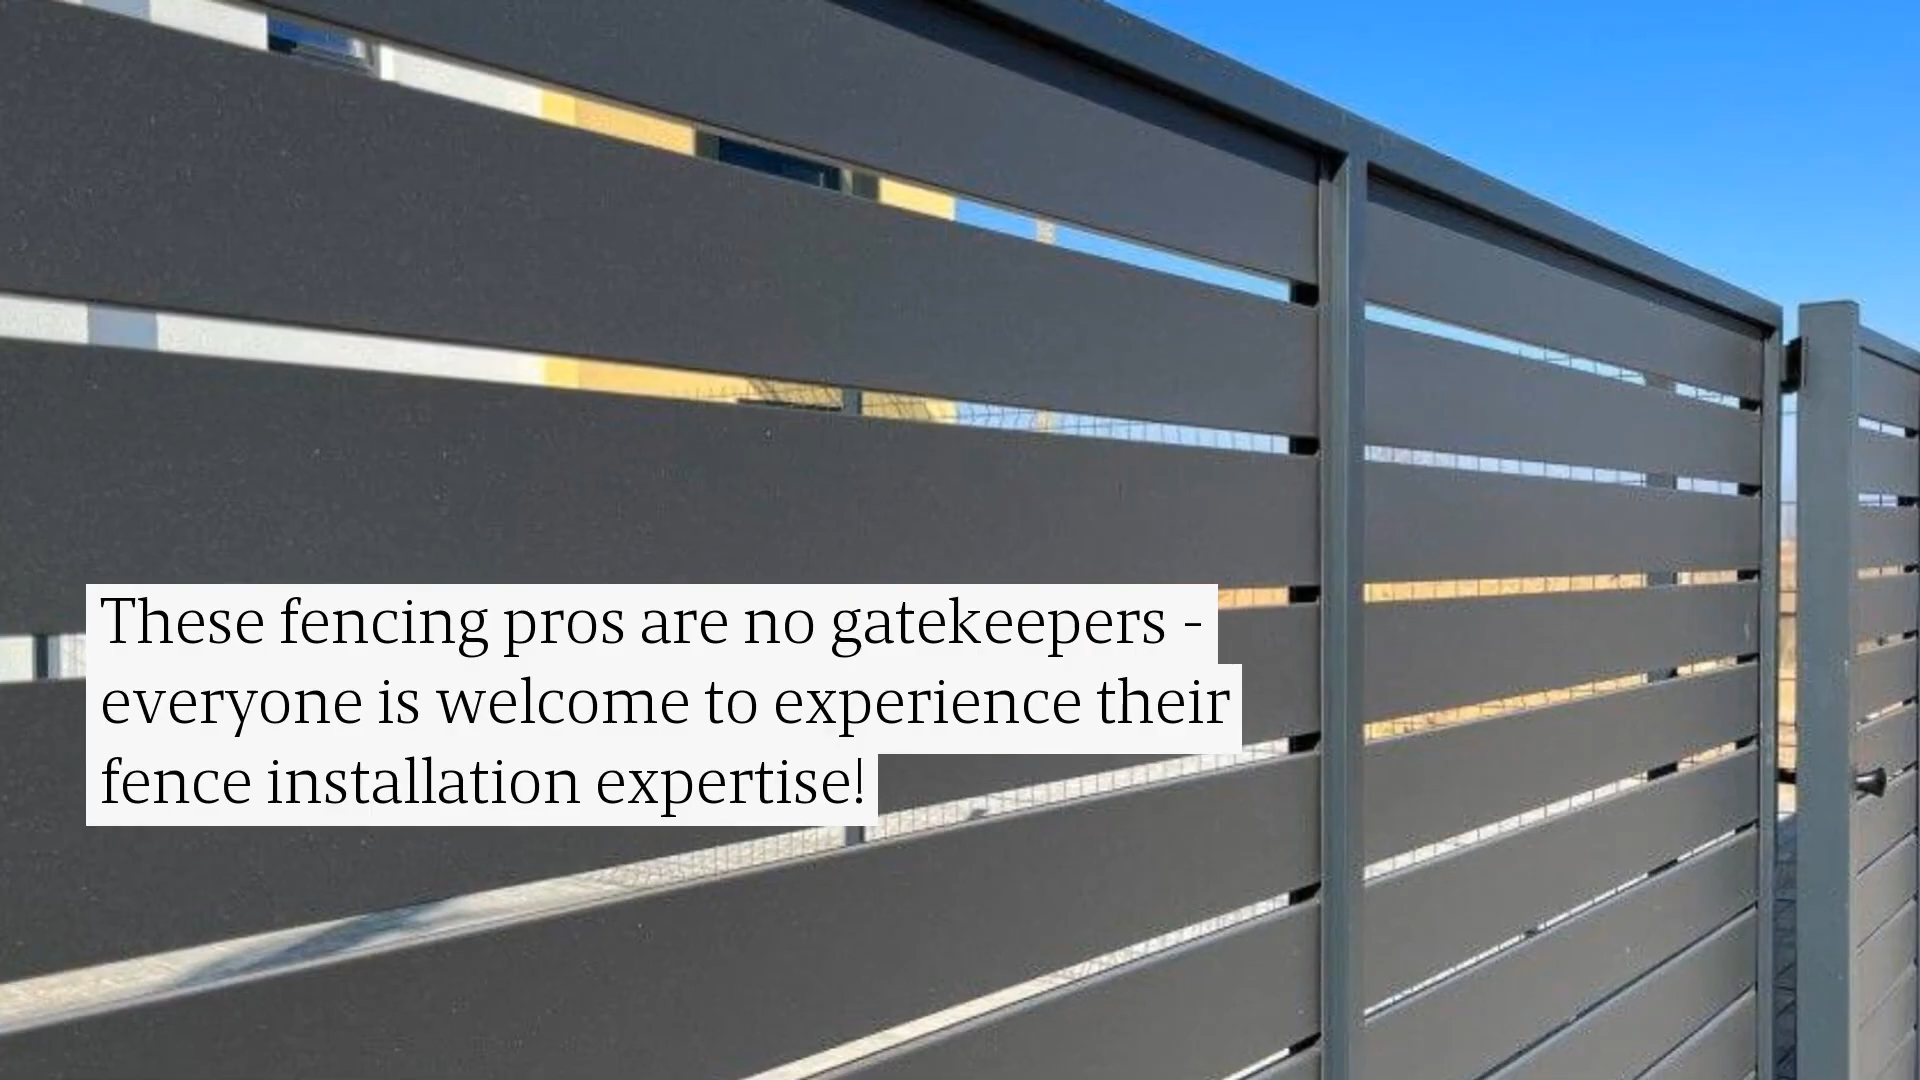 These fencing pros are no gatekeepers -
everyone is welcome to experience their
fence installation expertise!